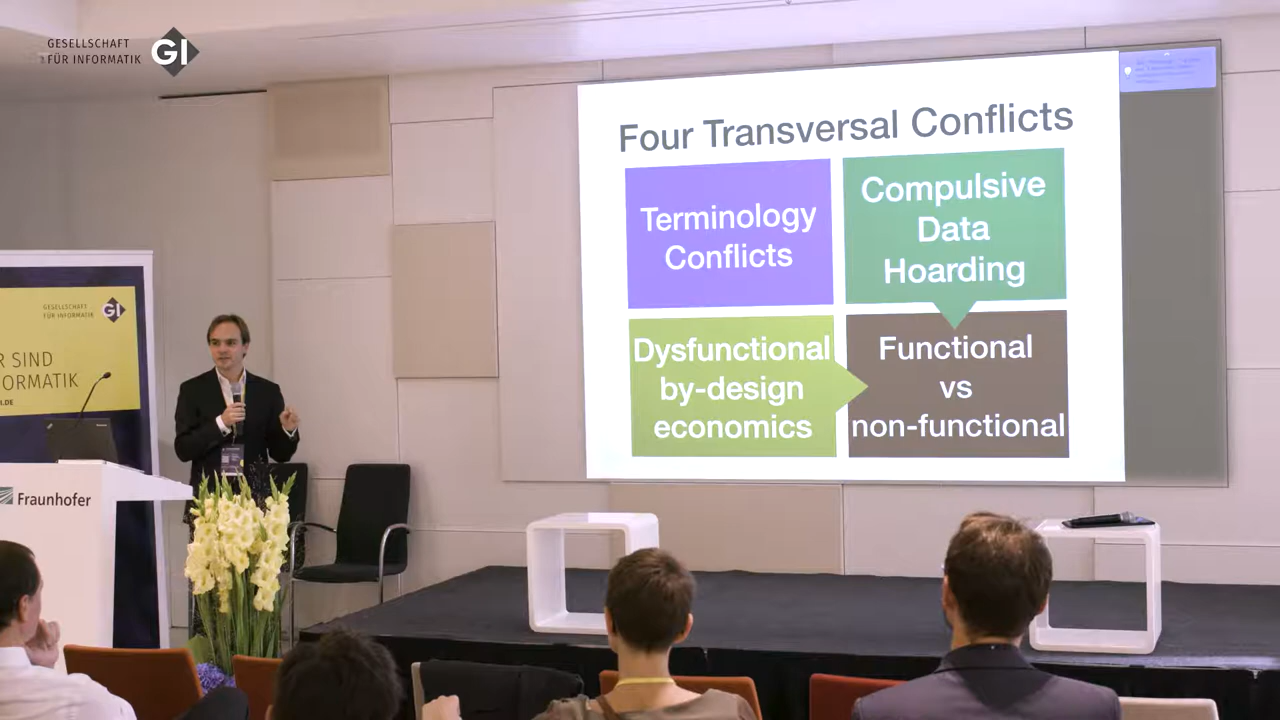 GESELLSCHAFT
FÜR INFORMATIK
GI
Four Transversal Conflicts
Terminology
Conflicts
Compulsive
Data
Hoarding
Dysfunctional
by-design
economics
Functional
vs
non-functional
GESELLSCHAFT
FÜR INFORMATIK
GI
R SIND
ORMATIK
I.DE
Fraunhofer